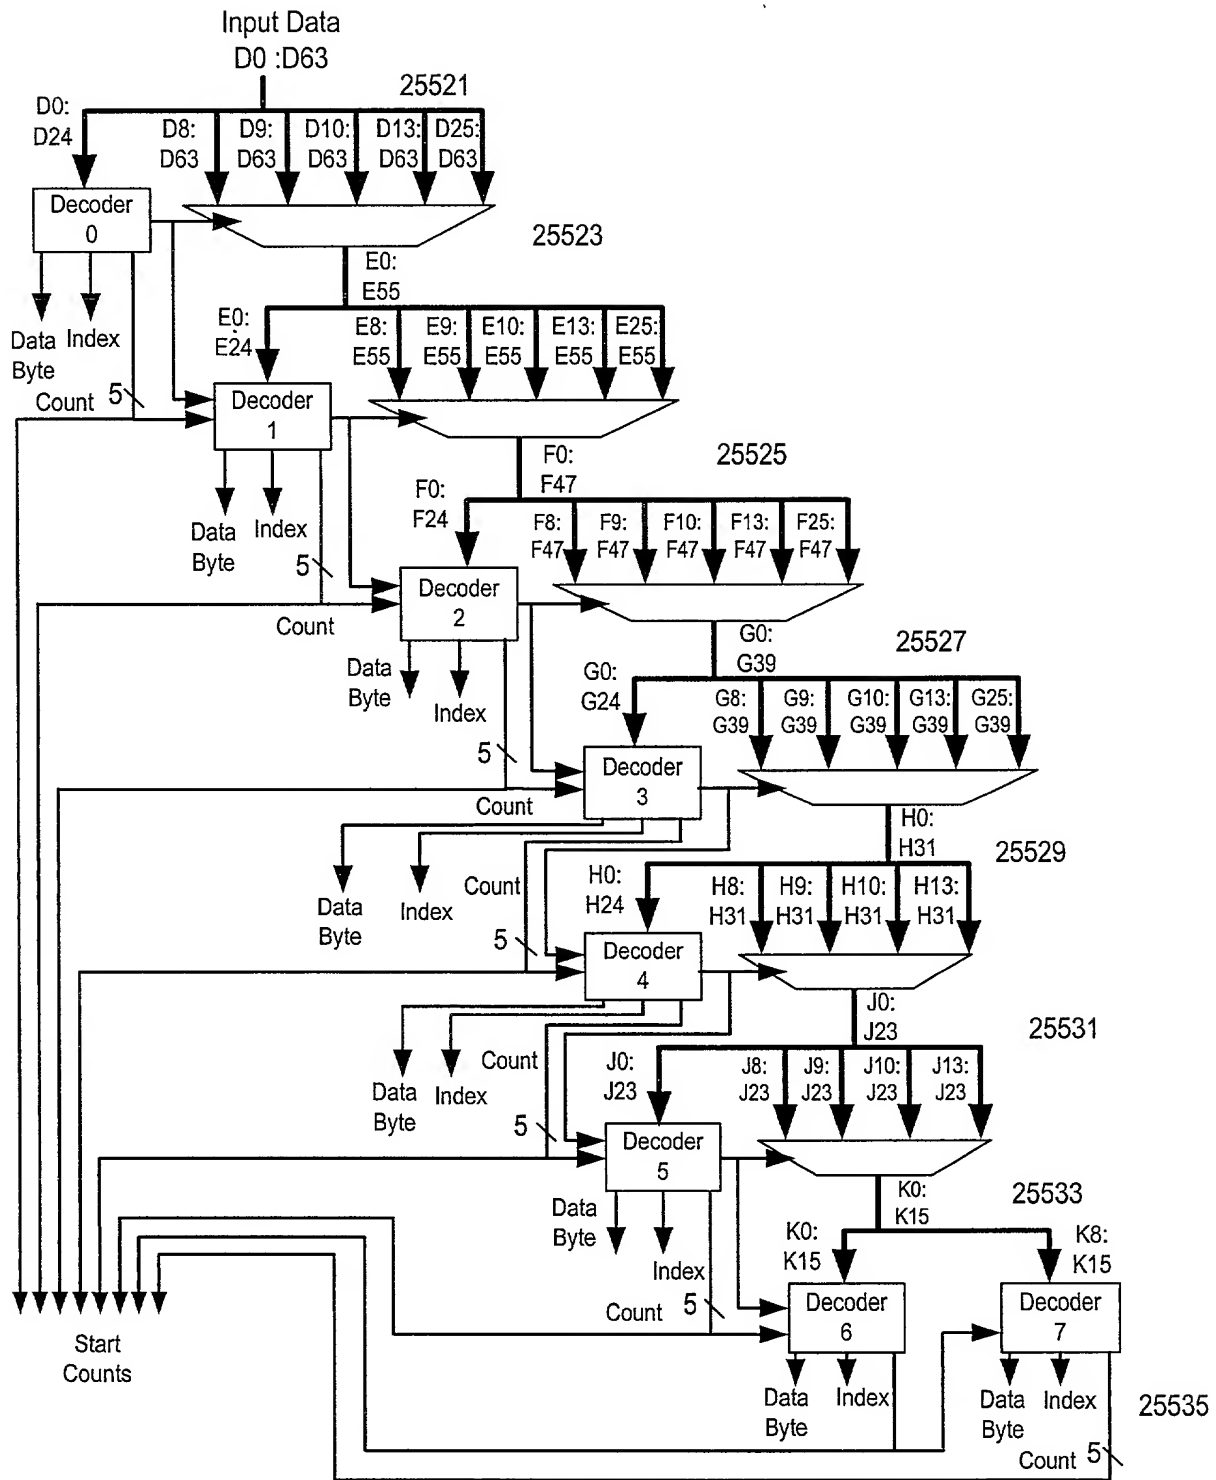 Input Data
D0 :D63
25521
D0:
D24
D8:
D63
D9:
D63
D10:
D63
D13:
D63
D25:
D63
Decoder
0
25523
E0:
E55
Data
Byte
Index
Count
5
E0:
E24
E8:
E55
E9:
E55
E10:
E55
E13:
E55
E25:
E55
Decoder
1
25525
F0:
F47
Data
Byte
Index
5
Count
F0:
F24
F8:
F47
F9:
F47
F10:
F47
F13:
F47
F25:
F47
Decoder
2
25527
G0:
G39
Data
Byte
Index
5
Count
G0:
G24
G8:
G39
G9:
G39
G10:
G39
G13:
G39
G25:
G39
Decoder
3
25529
H0:
H31
Data
Byte
Index
Count
5
H0:
H24
H8:
H31
H9:
H31
H10:
H31
H13:
H31
Decoder
4
25531
J0:
J23
Data
Byte
Index
Count
5
J0:
J23
J8:
J23
J9:
J23
J10:
J23
J13:
J23
Decoder
5
25533
K0:
K15
Data
Byte
Index
Count
5
K0:
K15
K8:
K15
Decoder
6
Decoder
7
Start
Counts
Data
Byte
Index
Data
Byte
Index
25535
Count
5